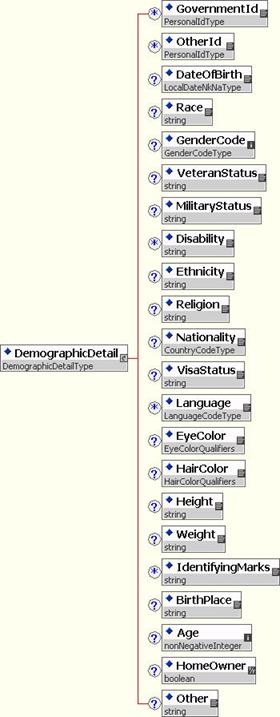 GovernmentId
PersonalIdType
OtherId
PersonalIdType
DateOfBirth
LocalDateNkNaType
Race
string
GenderCode
GenderCodeType
VeteranStatus
string
MilitaryStatus
string
Disability
string
Ethnicity
string
Religion
string
Nationality
CountryCodeType
DemographicDetail
DemographicDetailType
VisaStatus
string
Language
LanguageCodeType
EyeColor
EyeColorQualifiers
HairColor
HairColorQualifiers
Height
string
Weight
string
IdentifyingMarks
string
BirthPlace
string
Age
nonNegativeInteger
HomeOwner
boolean
Other
string